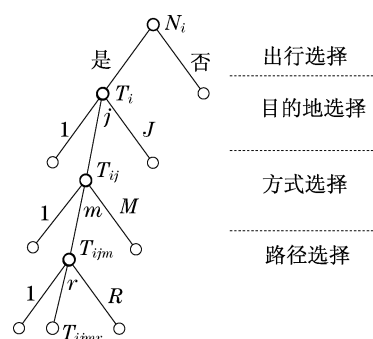 N_i
是 否 出行选择
T_i
1 j J 目的地选择
T_ij
1 m M 方式选择
T_ijm
1 r R 路径选择
T_ijmr